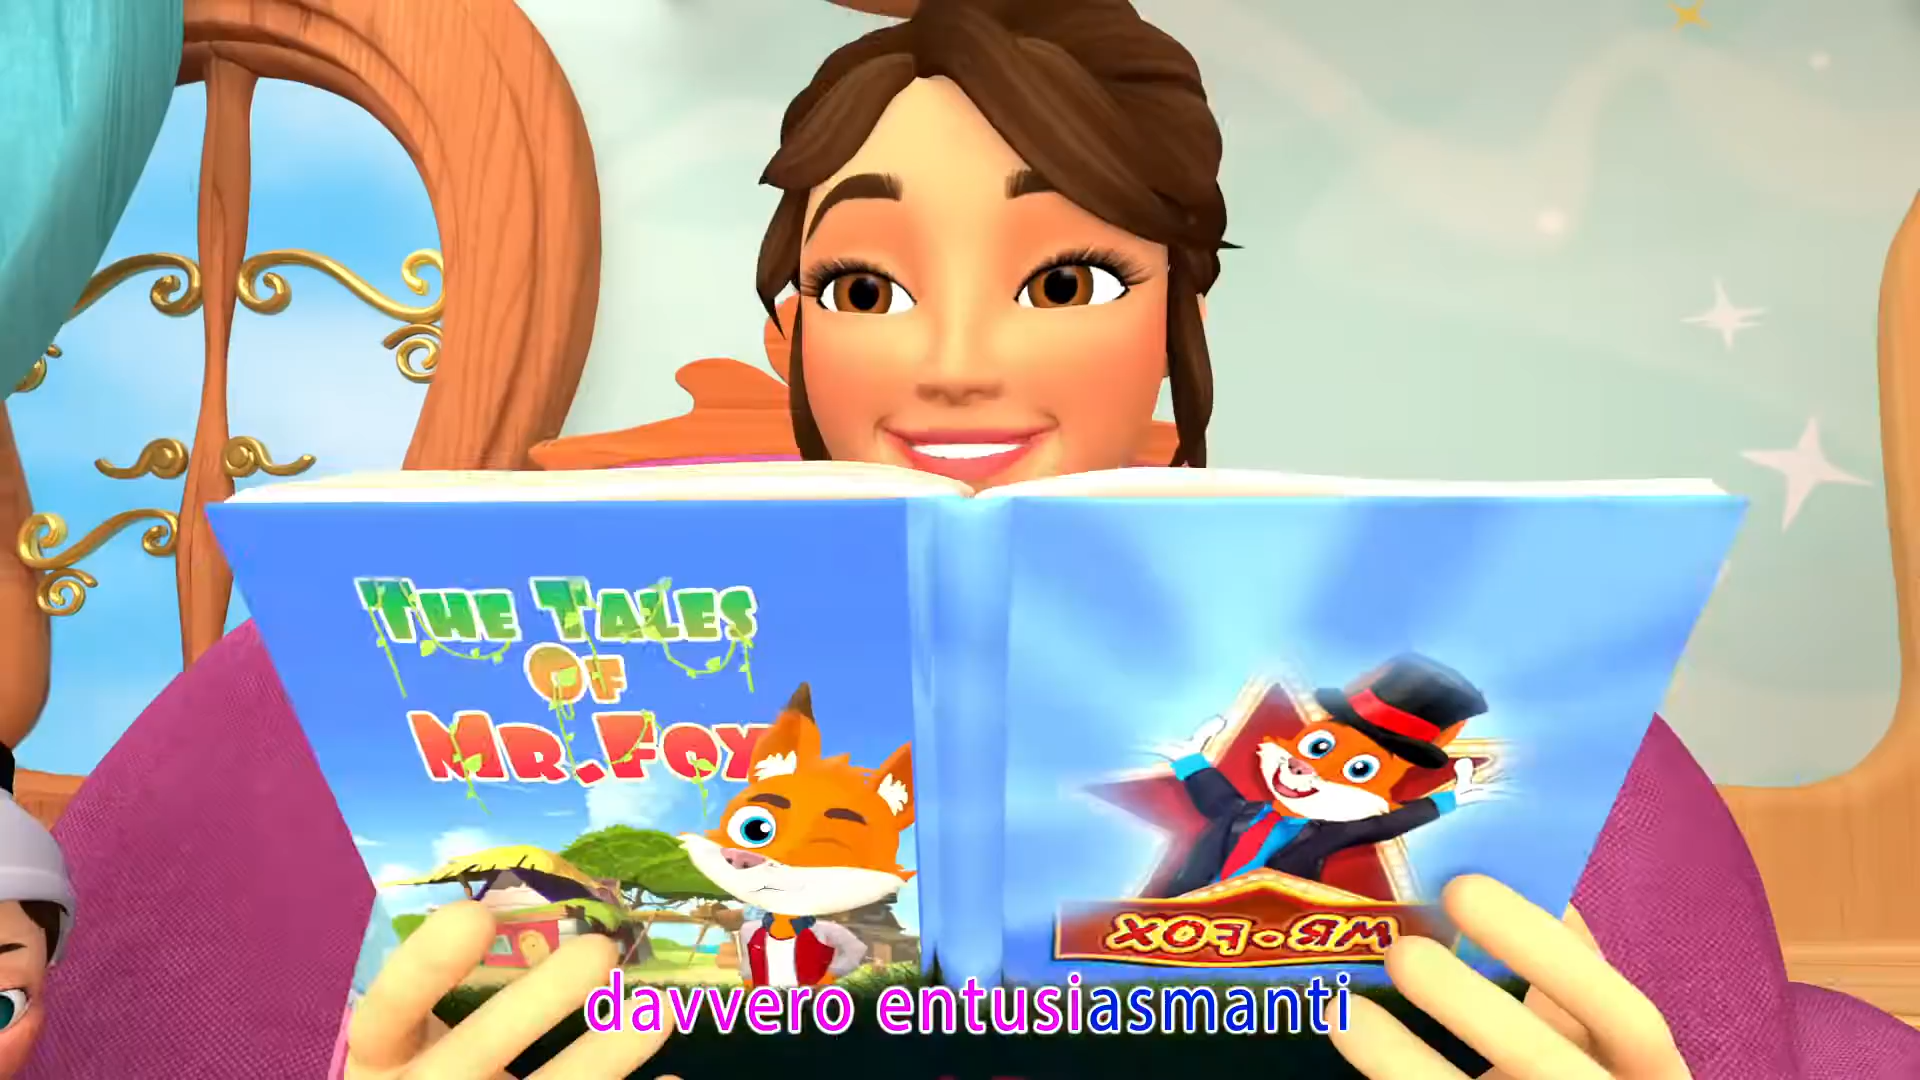 THE TALES
OF
MR. FOX
MR. FOX
davvero entusiasmanti